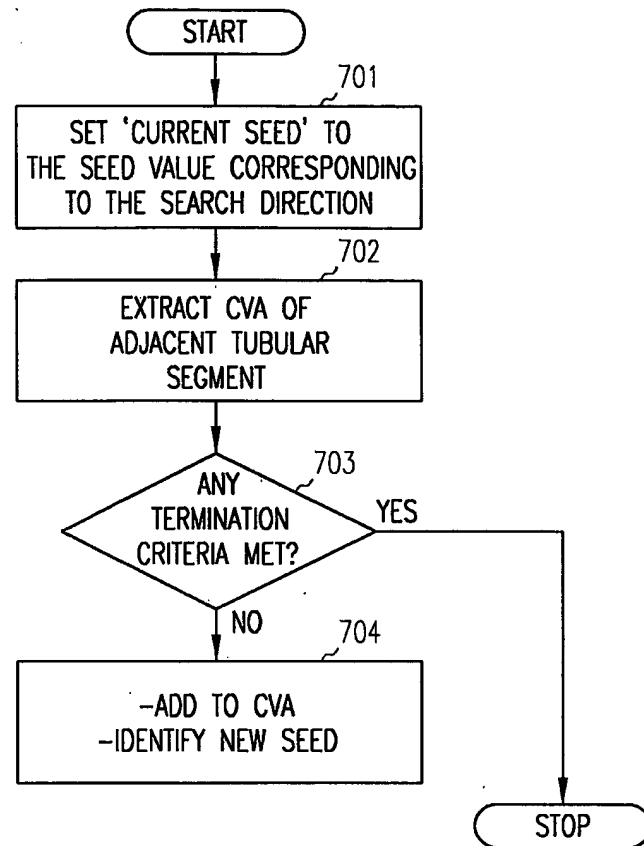 START
701
SET 'CURRENT SEED' TO
THE SEED VALUE CORRESPONDING
TO THE SEARCH DIRECTION
702
EXTRACT CVA OF
ADJACENT TUBULAR
SEGMENT
703
ANY
TERMINATION
CRITERIA MET?
YES
NO
704
-ADD TO CVA
-IDENTIFY NEW SEED
STOP